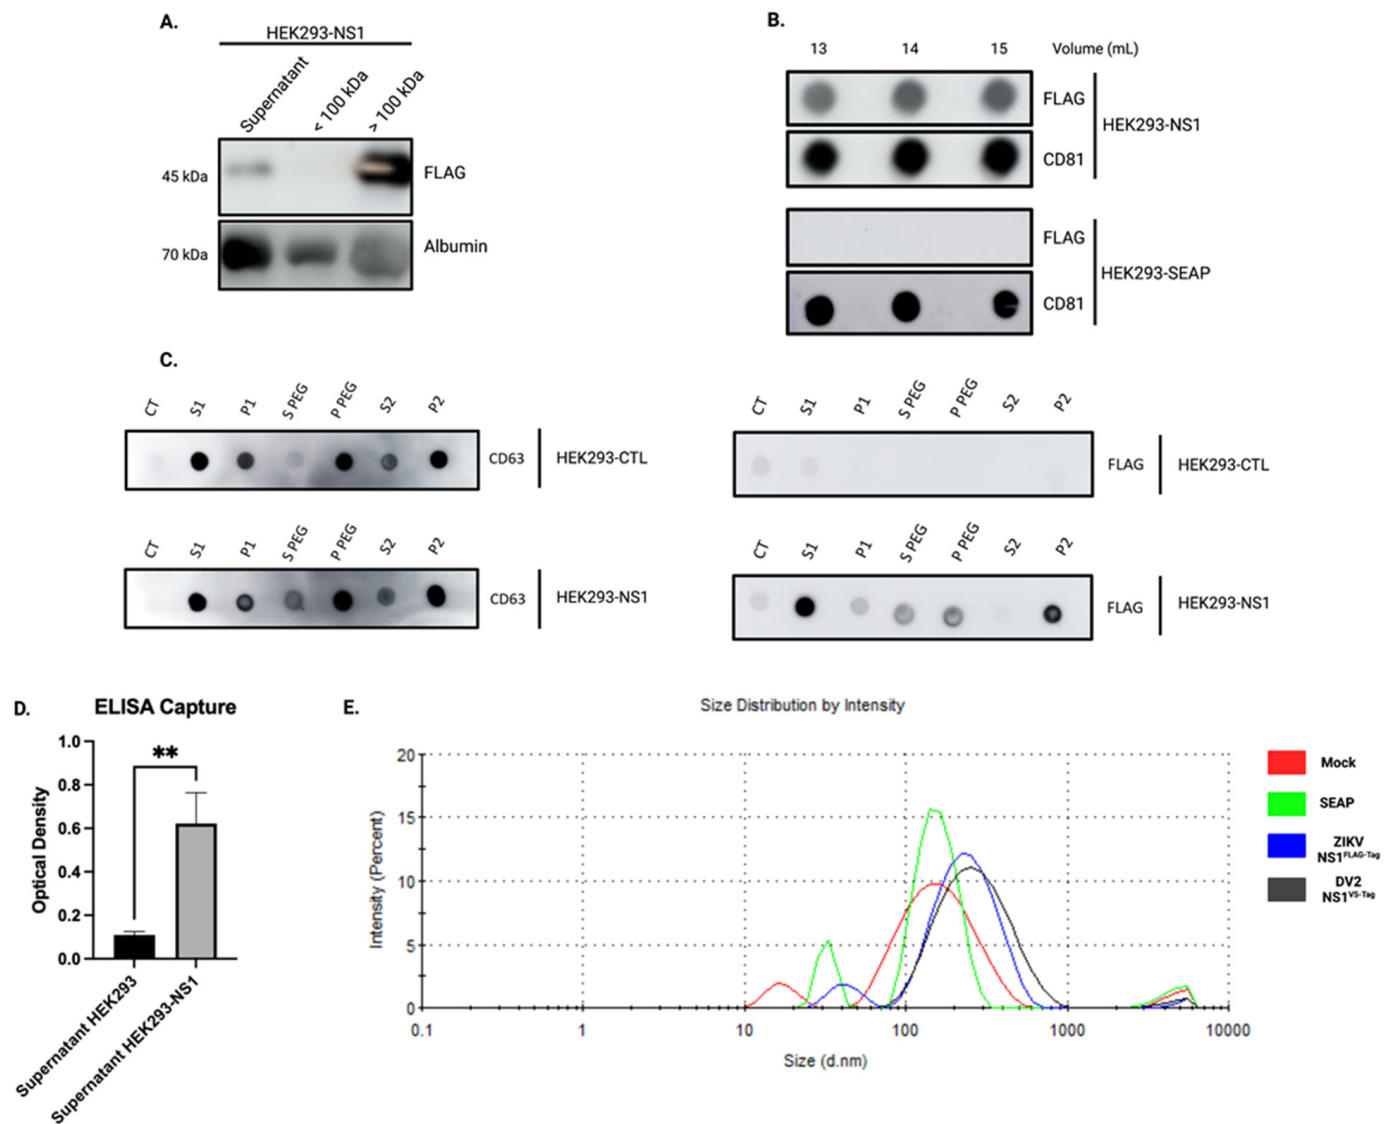 A.
HEK293-NS1
Supernatant
< 100 kDa
> 100 kDa
45 kDa
FLAG
70 kDa
Albumin
B.
13 14 15 Volume (mL)
FLAG
HEK293-NS1
CD81
FLAG
HEK293-SEAP
CD81
C.
CT S1 P1 S PEG P PEG S2 P2
CD63 HEK293-CTL
CT S1 P1 S PEG P PEG S2 P2
FLAG HEK293-CTL
CT S1 P1 S PEG P PEG S2 P2
CD63 HEK293-NS1
CT S1 P1 S PEG P PEG S2 P2
FLAG HEK293-NS1
D.
ELISA Capture
**
Optical Density
1.0
0.8
0.6
0.4
0.2
0.0
Supernatant HEK293
Supernatant HEK293-NS1
E.
Size Distribution by Intensity
Intensity (Percent)
20
15
10
5
0
0.1 1 10 100 1000 10000
Size (d.nm)
Mock
SEAP
ZIKV
NS1FLAG-Tag
DV2
NS1V5-Tag